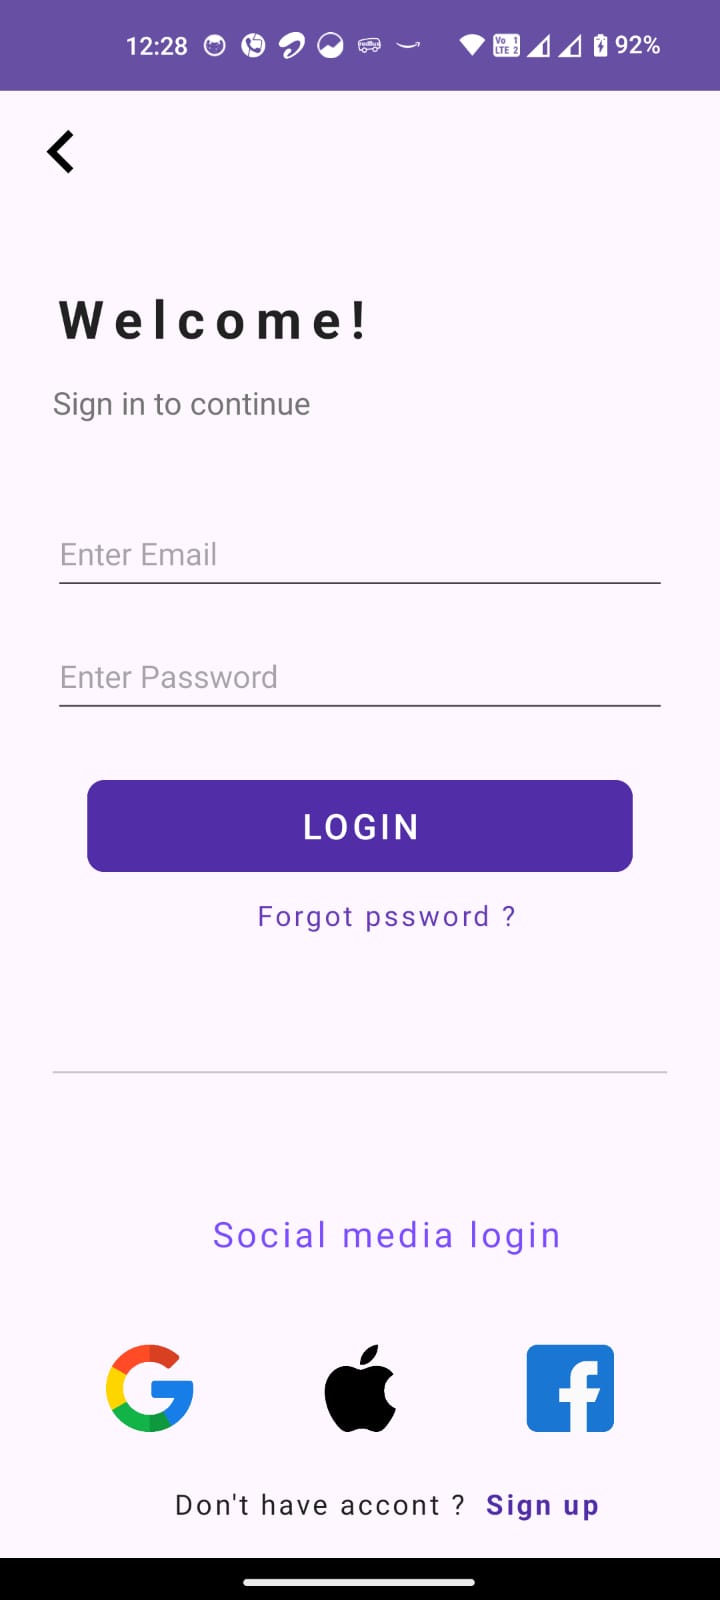 12:28 92%
Welcome!
Sign in to continue
Enter Email
Enter Password
LOGIN
Forgot pssword ?
Social media login
Don't have accont ? Sign up